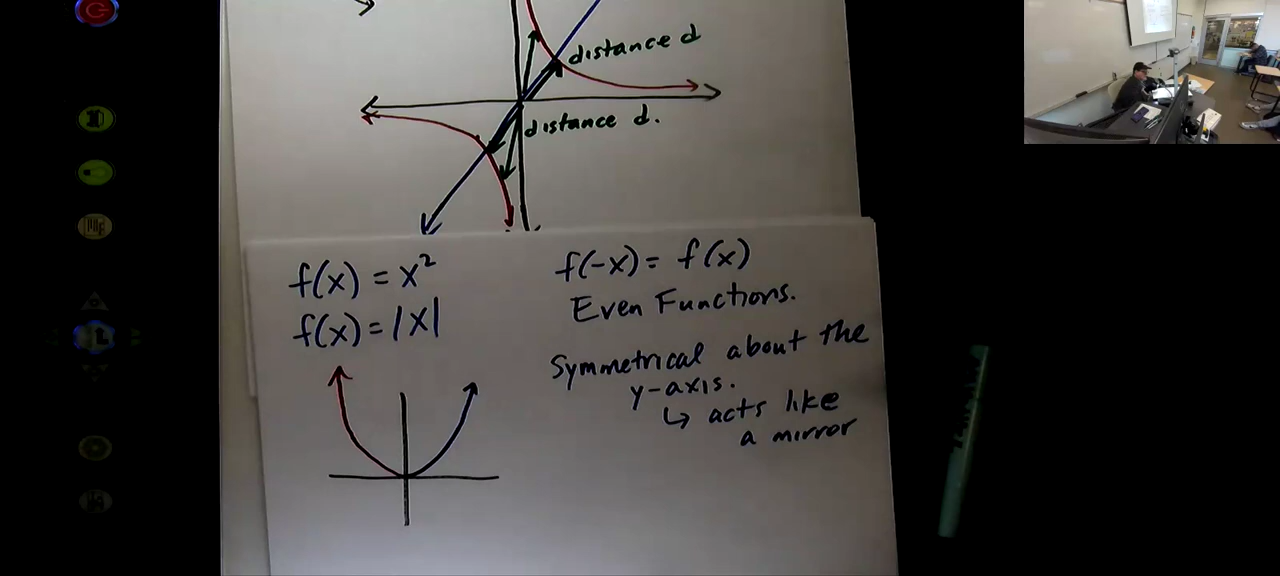 distance d
distance d.
f(x) = x²
f(x) = |x|
f(-x) = f(x)
Even Functions.
Symmetrical about the
y-axis.
↳ acts like
a mirror